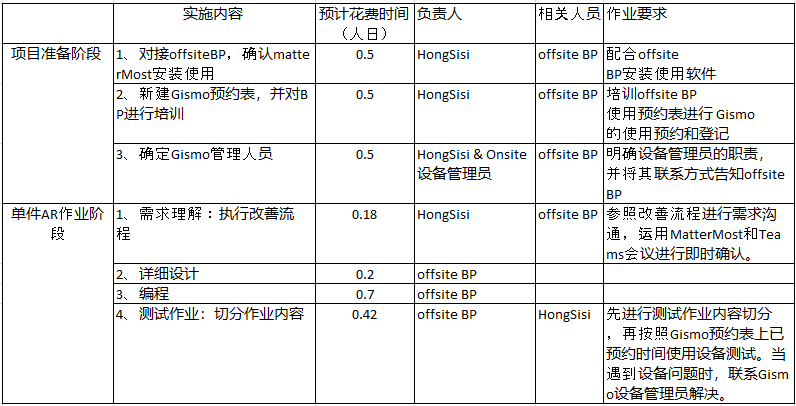 实施内容 预计花费时间 负责人 相关人员 作业要求
（人日）
项目准备阶段 1、对接offsiteBP，确认matte 0.5 HongSisi offsite BP 配合offsite
rMost安装使用 BP安装使用软件
2、新建Gismo预约表，并对B 0.5 HongSisi offsite BP 培训offsite BP
P进行培训 使用预约表进行 Gismo
的使用预约和登记
3、确定Gismo管理人员 0.5 HongSisi & Onsite offsite BP 明确设备管理员的职责，
设备管理员 并将其联系方式告知offsite
BP
单件AR作业阶 1、需求理解：执行改善流 0.18 HongSisi offsite BP 参照改善流程进行需求沟
段 程 通，运用MatterMost和Tea
ms会议进行即时确认。
2、详细设计 0.2 offsite BP
3、编程 0.7 offsite BP
4、测试作业：切分作业内容 0.42 offsite BP HongSisi 先进行测试作业内容切分
，再按照Gismo预约表上已
预约时间使用设备测试。当
遇到设备问题时，联系Gism
o设备管理员解决。